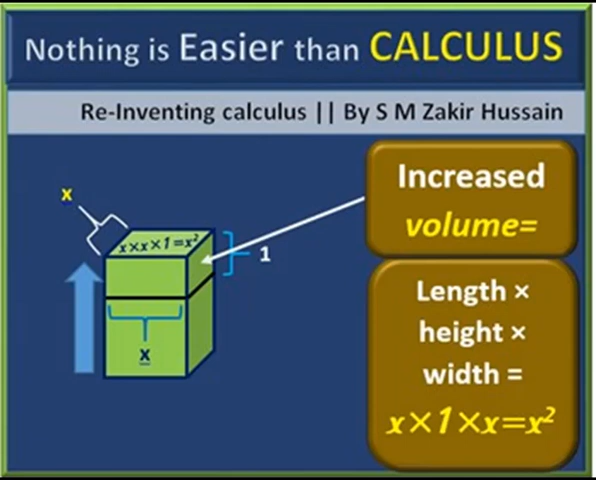 Nothing is Easier than CALCULUS
Re-Inventing calculus || By S M Zakir Hussain
x
x×x×1=x²
1
x
Increased
volume=
Length ×
height ×
width =
x×1×x=x²